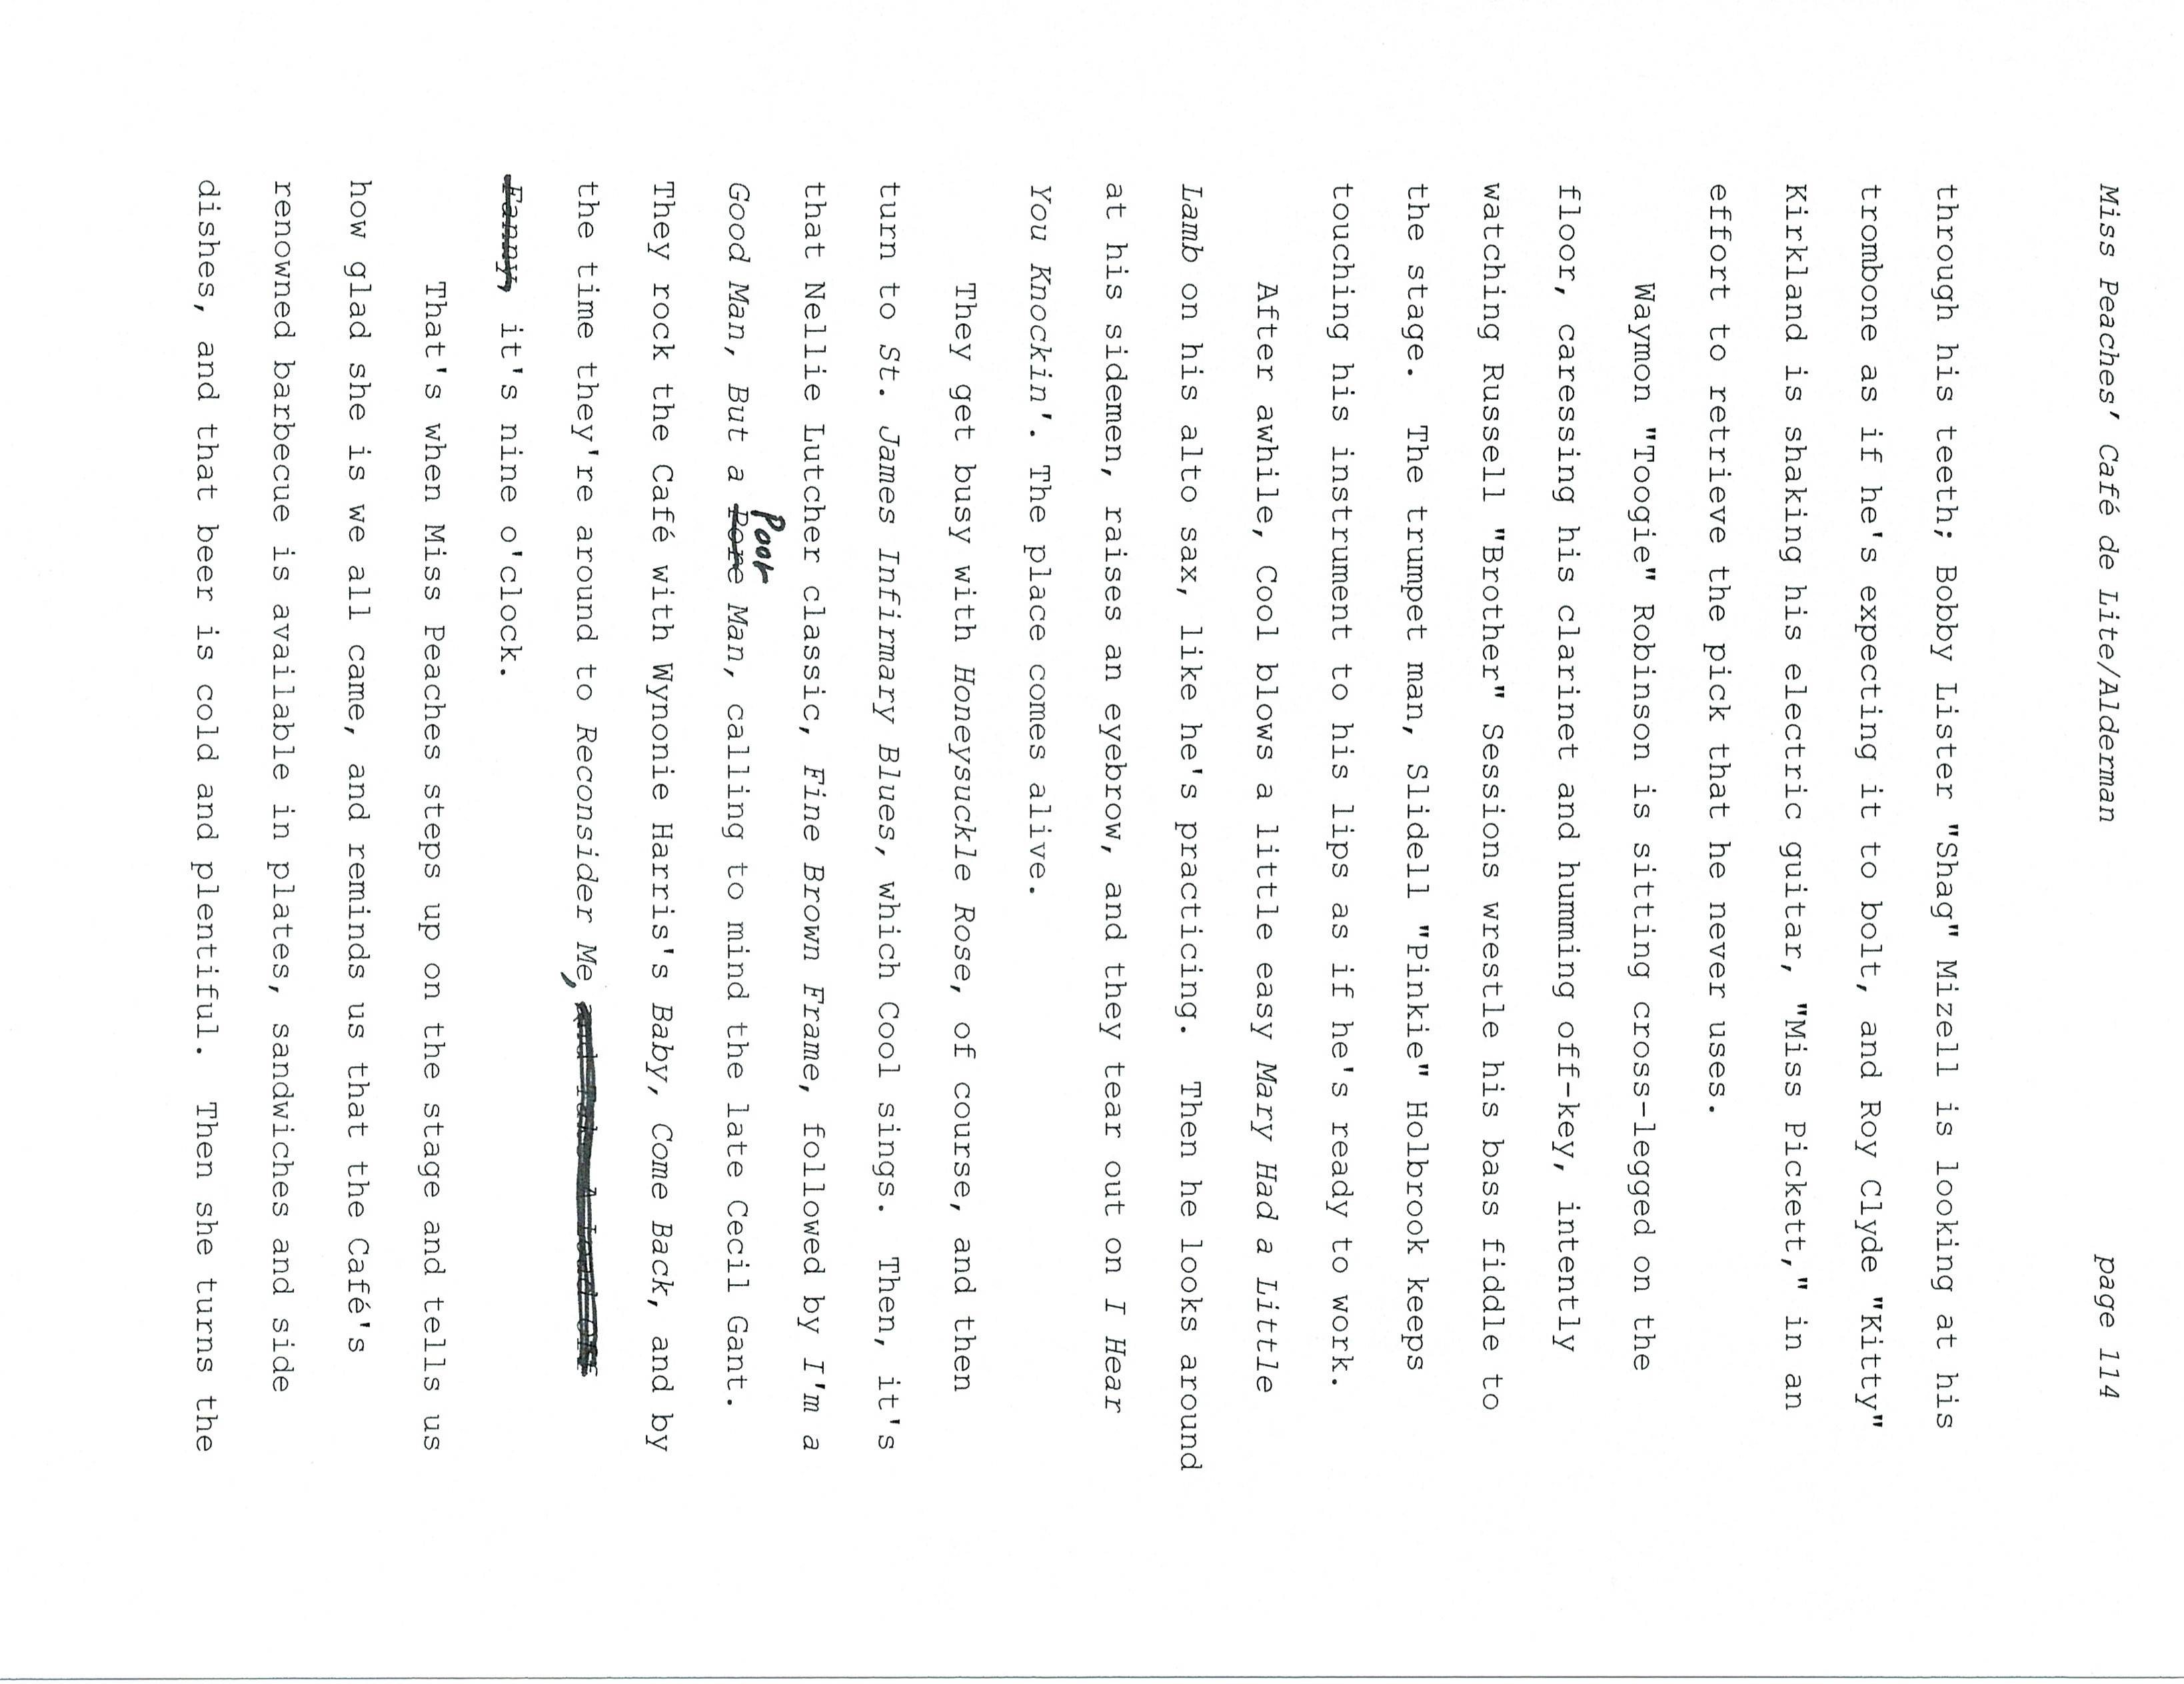 Miss Peaches' Café de Lite/Alderman page 114
through his teeth; Bobby Lister "Shag" Mizell is looking at his
trombone as if he's expecting it to bolt, and Roy Clyde "Kitty"
Kirkland is shaking his electric guitar, "Miss Pickett," in an
effort to retrieve the pick that he never uses.
Waymon "Toogie" Robinson is sitting cross-legged on the
floor, caressing his clarinet and humming off-key, intently
watching Russell "Brother" Sessions wrestle his bass fiddle to
the stage. The trumpet man, Slidell "Pinkie" Holbrook keeps
touching his instrument to his lips as if he's ready to work.
After awhile, Cool blows a little easy Mary Had a Little
Lamb on his alto sax, like he's practicing. Then he looks around
at his sidemen, raises an eyebrow, and they tear out on I Hear
You Knockin'. The place comes alive.
They get busy with Honeysuckle Rose, of course, and then
turn to St. James Infirmary Blues, which Cool sings. Then, it's
that Nellie Lutcher classic, Fine Brown Frame, followed by I'm a
Poor
Good Man, But a Pore Man, calling to mind the late Cecil Gant.
They rock the Café with Wynonie Harris's Baby, Come Back, and by
the time they're around to Reconsider Me,
Fanny, it's nine o'clock.
That's when Miss Peaches steps up on the stage and tells us
how glad she is we all came, and reminds us that the Café's
renowned barbecue is available in plates, sandwiches and side
dishes, and that beer is cold and plentiful. Then she turns the